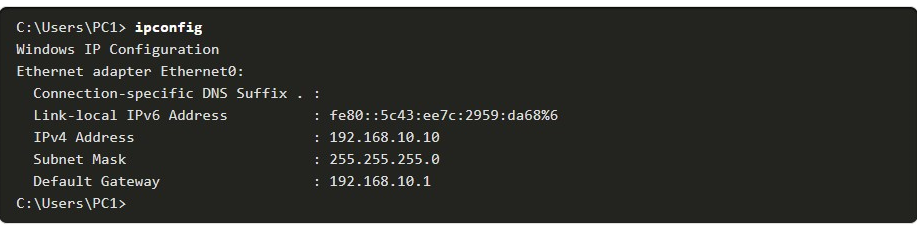 C:\Users\PC1> ipconfig
Windows IP Configuration
Ethernet adapter Ethernet0:
Connection-specific DNS Suffix . :
Link-local IPv6 Address : fe80::5c43:ee7c:2959:da68%6
IPv4 Address : 192.168.10.10
Subnet Mask : 255.255.255.0
Default Gateway : 192.168.10.1
C:\Users\PC1>